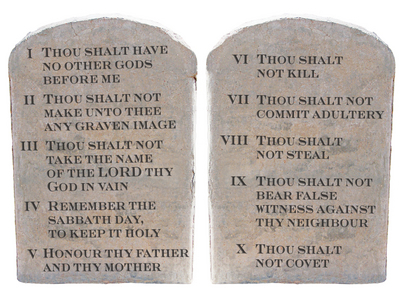 I THOU SHALT HAVE
NO OTHER GODS
BEFORE ME
II THOU SHALT NOT
MAKE UNTO THEE
ANY GRAVEN IMAGE
III THOU SHALT NOT
TAKE THE NAME
OF THE LORD THY
GOD IN VAIN
IV REMEMBER THE
SABBATH DAY,
TO KEEP IT HOLY
V HONOUR THY FATHER
AND THY MOTHER
VI THOU SHALT
NOT KILL
VII THOU SHALT NOT
COMMIT ADULTERY
VIII THOU SHALT
NOT STEAL
IX THOU SHALT NOT
BEAR FALSE
WITNESS AGAINST
THY NEIGHBOUR
X THOU SHALT
NOT COVET